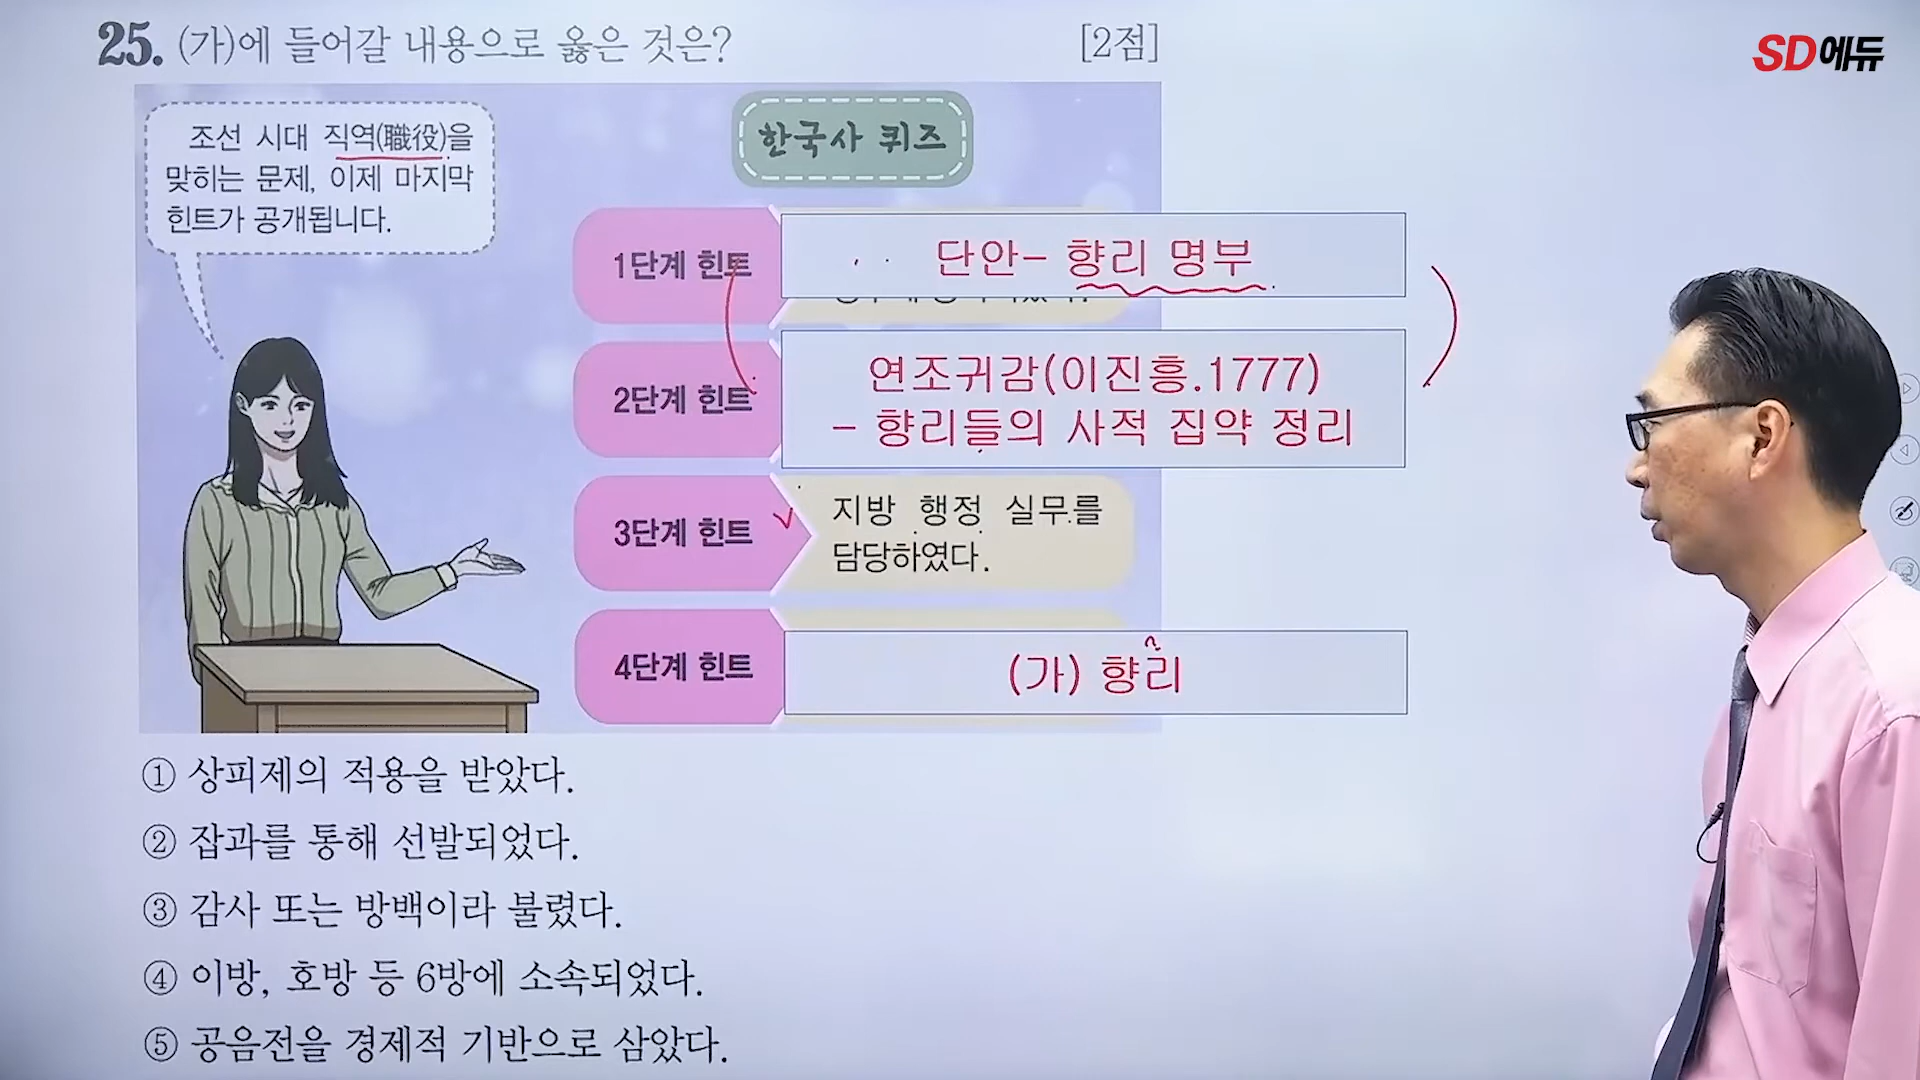 25. (가)에 들어갈 내용으로 옳은 것은? [2점]
SD에듀
조선 시대 직역(職役)을
맞히는 문제, 이제 마지막
힌트가 공개됩니다.
한국사 퀴즈
1단계 힌트
단안- 향리 명부
2단계 힌트
연조귀감(이진흥.1777)
- 향리들의 사적 집약 정리
3단계 힌트
지방 행정 실무를
담당하였다.
4단계 힌트
(가) 향리
① 상피제의 적용을 받았다.
② 잡과를 통해 선발되었다.
③ 감사 또는 방백이라 불렸다.
④ 이방, 호방 등 6방에 소속되었다.
⑤ 공음전을 경제적 기반으로 삼았다.